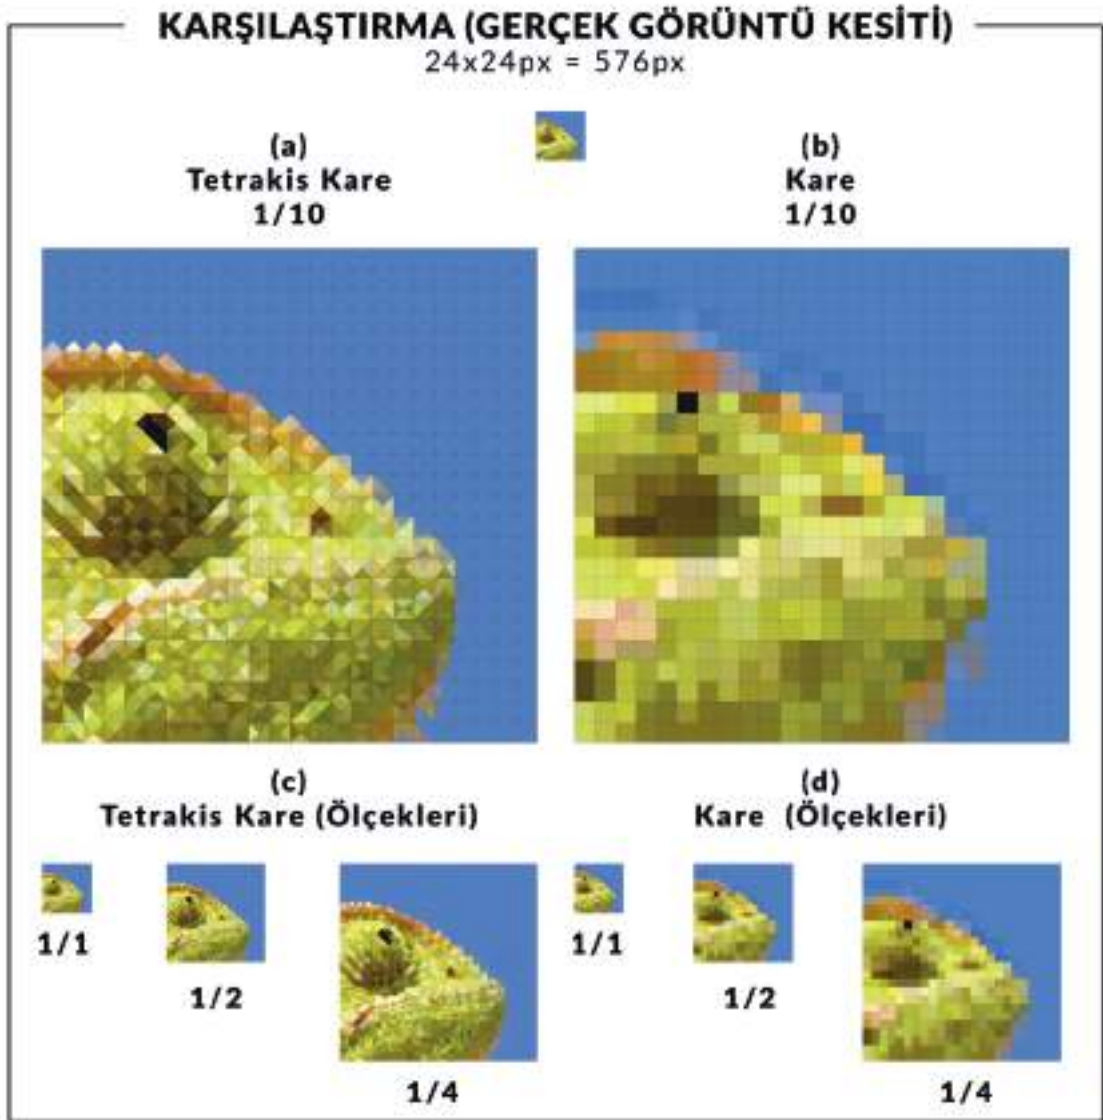 KARŞILAŞTIRMA (GERÇEK GÖRÜNTÜ KESİTİ)
24x24px = 576px
(a)
Tetrakis Kare
1/10
(b)
Kare
1/10
(c)
Tetrakis Kare (Ölçekleri)
(d)
Kare (Ölçekleri)
1/1
1/2
1/4
1/1
1/2
1/4